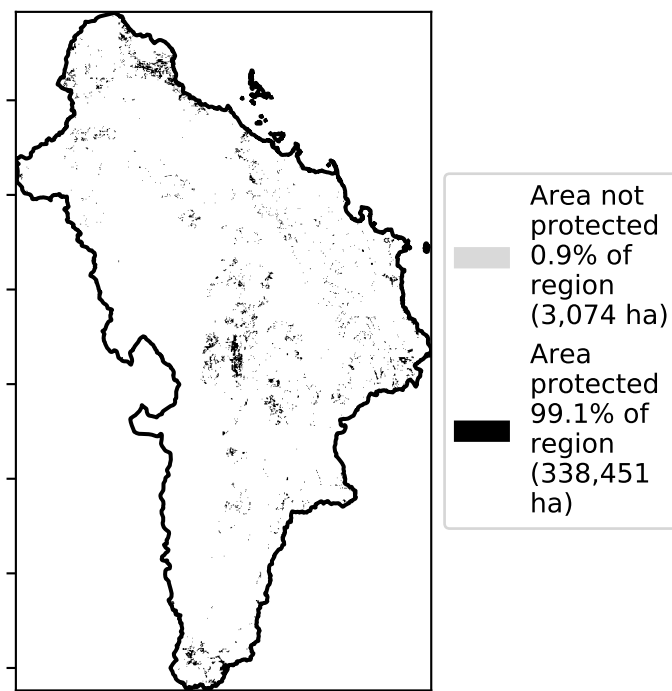 Area not
protected
0.9% of
region
(3,074 ha)
Area
protected
99.1% of
region
(338,451
ha)